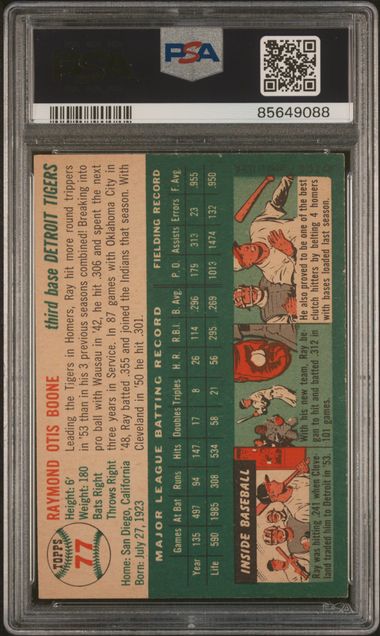 PSA
85649088
TOPPS
77
RAYMOND OTIS BOONE
third base DETROIT TIGERS
Height: 6'
Weight: 180
Bats Right
Throws Right
Home: San Diego, California
Born: July 27, 1923
Leading the Tigers in Homers, Ray hit more round trippers
in '53 than in his 3 previous seasons combined! Breaking into
pro ball with Wausau in '42, he hit .306 and spent the next
three years in Service. In 87 games with Oklahoma City in
'48, Ray batted .355 and joined the Indians that season. With
Cleveland in '50 he hit .301.
MAJOR LEAGUE BATTING RECORD FIELDING RECORD
Games At Bat Runs Hits Doubles Triples H. R. R.B.I. B. Avg. P. O. Assists Errors F. Avg.
Year 135 497 94 147 17 8 26 114 .296 179 313 23 .955
Life 590 1985 308 534 58 21 56 295 .269 1013 1474 132 .950
INSIDE BASEBALL
Ray was hitting .241 when Cleve-
land traded him to Detroit in '53.
With his new team, Ray be-
gan to hit and batted .312 in
101 games.
He also proved to be one of the best
clutch hitters by belting 4 homers
with bases loaded last season.
PSA